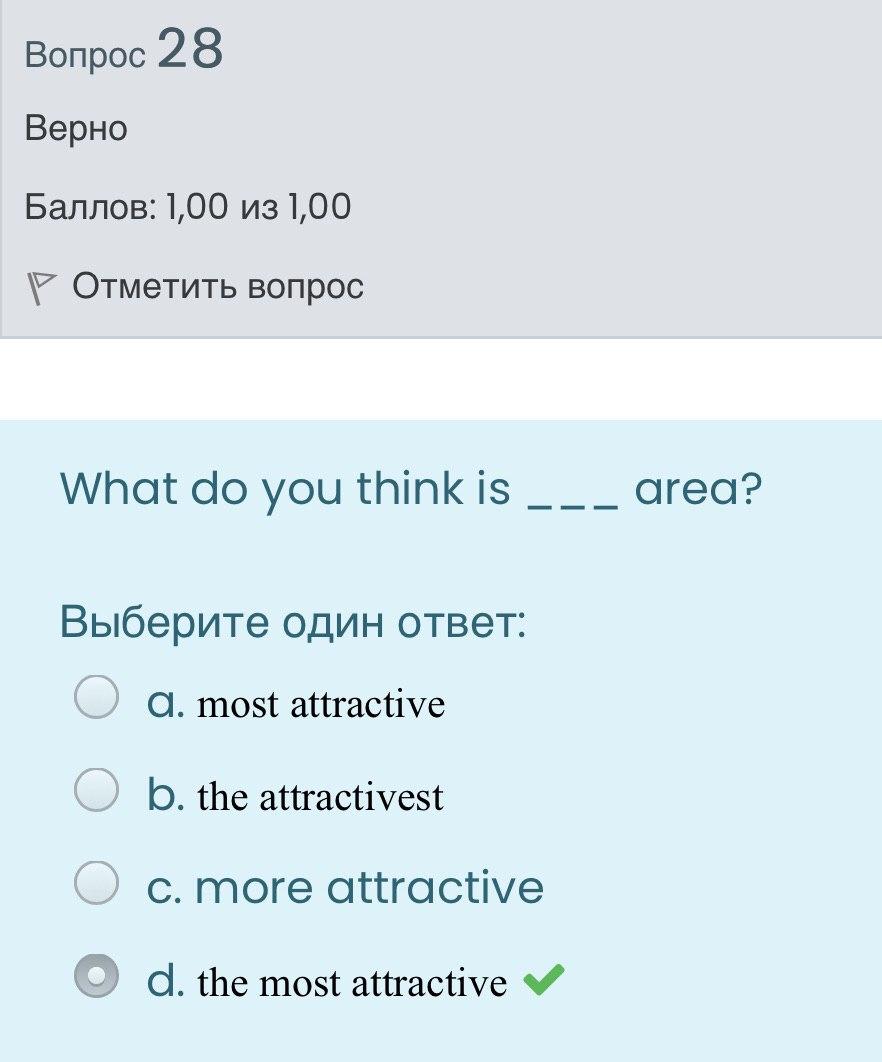 Вопрос 28
Верно
Баллов: 1,00 из 1,00
Отметить вопрос
What do you think is _ _ _ area?
Выберите один ответ:
a. most attractive
b. the attractivest
c. more attractive
d. the most attractive